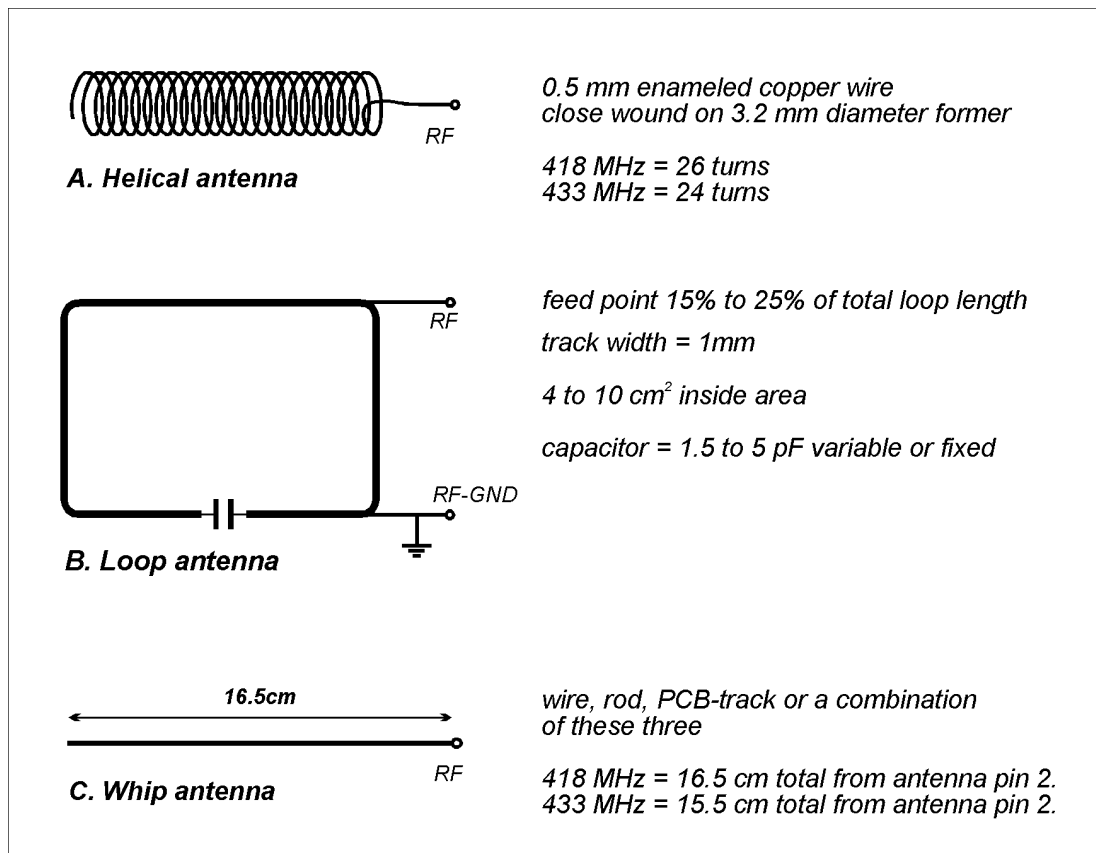 0.5 mm enameled copper wire
close wound on 3.2 mm diameter former
RF
A. Helical antenna
418 MHz = 26 turns
433 MHz = 24 turns
feed point 15% to 25% of total loop length
RF
track width = 1mm
4 to 10 cm² inside area
capacitor = 1.5 to 5 pF variable or fixed
RF-GND
B. Loop antenna
16.5cm
wire, rod, PCB-track or a combination
of these three
RF
C. Whip antenna
418 MHz = 16.5 cm total from antenna pin 2.
433 MHz = 15.5 cm total from antenna pin 2.